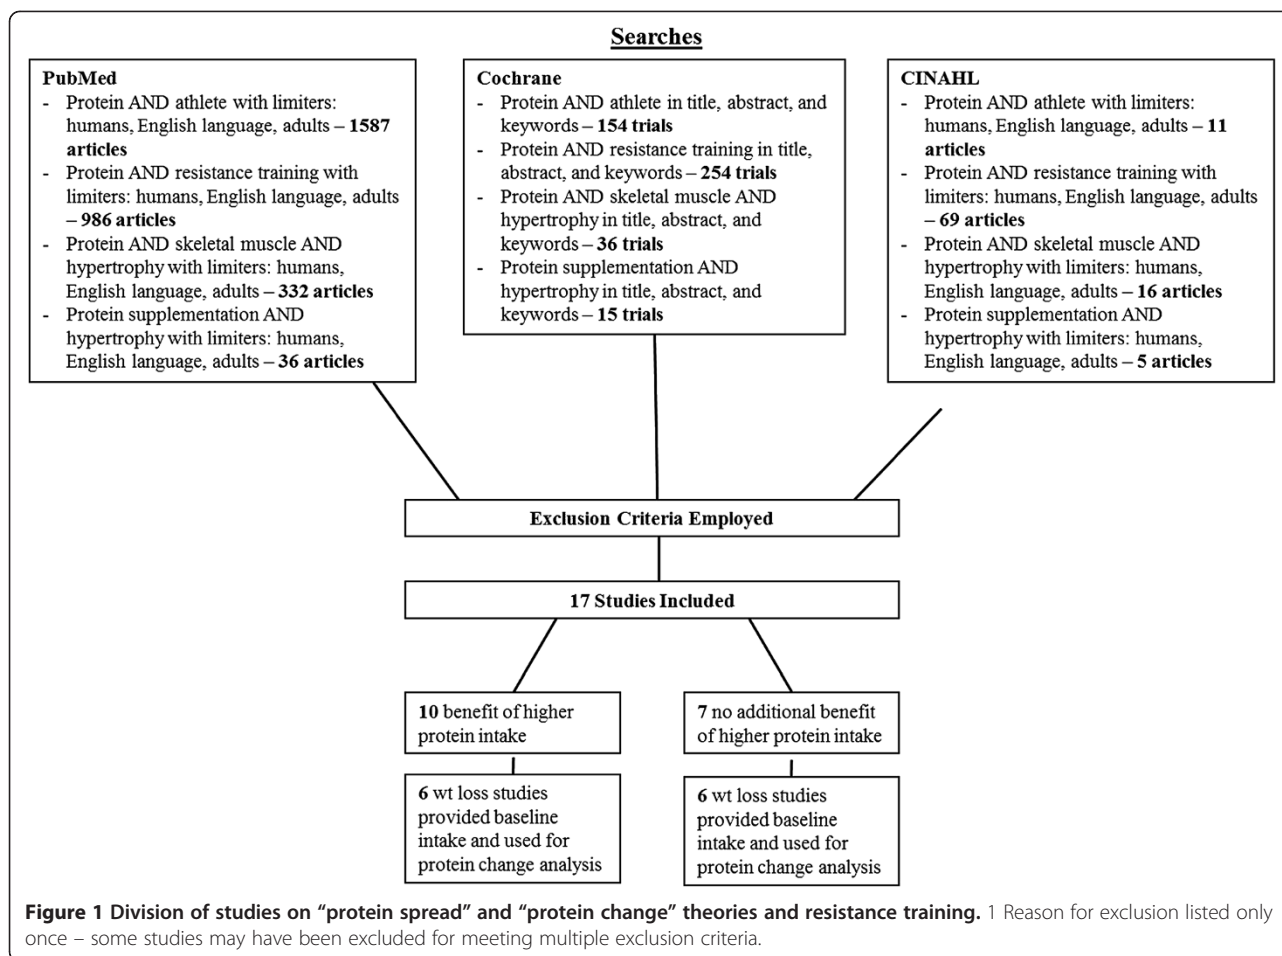 Searches
PubMed
- Protein AND athlete with limiters:
humans, English language, adults – 1587
articles
- Protein AND resistance training with
limiters: humans, English language, adults
– 986 articles
- Protein AND skeletal muscle AND
hypertrophy with limiters: humans,
English language, adults – 332 articles
- Protein supplementation AND
hypertrophy with limiters: humans,
English language, adults – 36 articles
Cochrane
- Protein AND athlete in title, abstract, and
keywords – 154 trials
- Protein AND resistance training in title,
abstract, and keywords – 254 trials
- Protein AND skeletal muscle AND
hypertrophy in title, abstract, and
keywords – 36 trials
- Protein supplementation AND
hypertrophy in title, abstract, and
keywords – 15 trials
CINAHL
- Protein AND athlete with limiters:
humans, English language, adults – 11
articles
- Protein AND resistance training with
limiters: humans, English language, adults
– 69 articles
- Protein AND skeletal muscle AND
hypertrophy with limiters: humans,
English language, adults – 16 articles
- Protein supplementation AND
hypertrophy with limiters: humans,
English language, adults – 5 articles
Exclusion Criteria Employed
17 Studies Included
10 benefit of higher
protein intake
7 no additional benefit
of higher protein intake
6 wt loss studies
provided baseline
intake and used for
protein change analysis
6 wt loss studies
provided baseline
intake and used for
protein change analysis
Figure 1 Division of studies on “protein spread” and “protein change” theories and resistance training. 1 Reason for exclusion listed only
once – some studies may have been excluded for meeting multiple exclusion criteria.